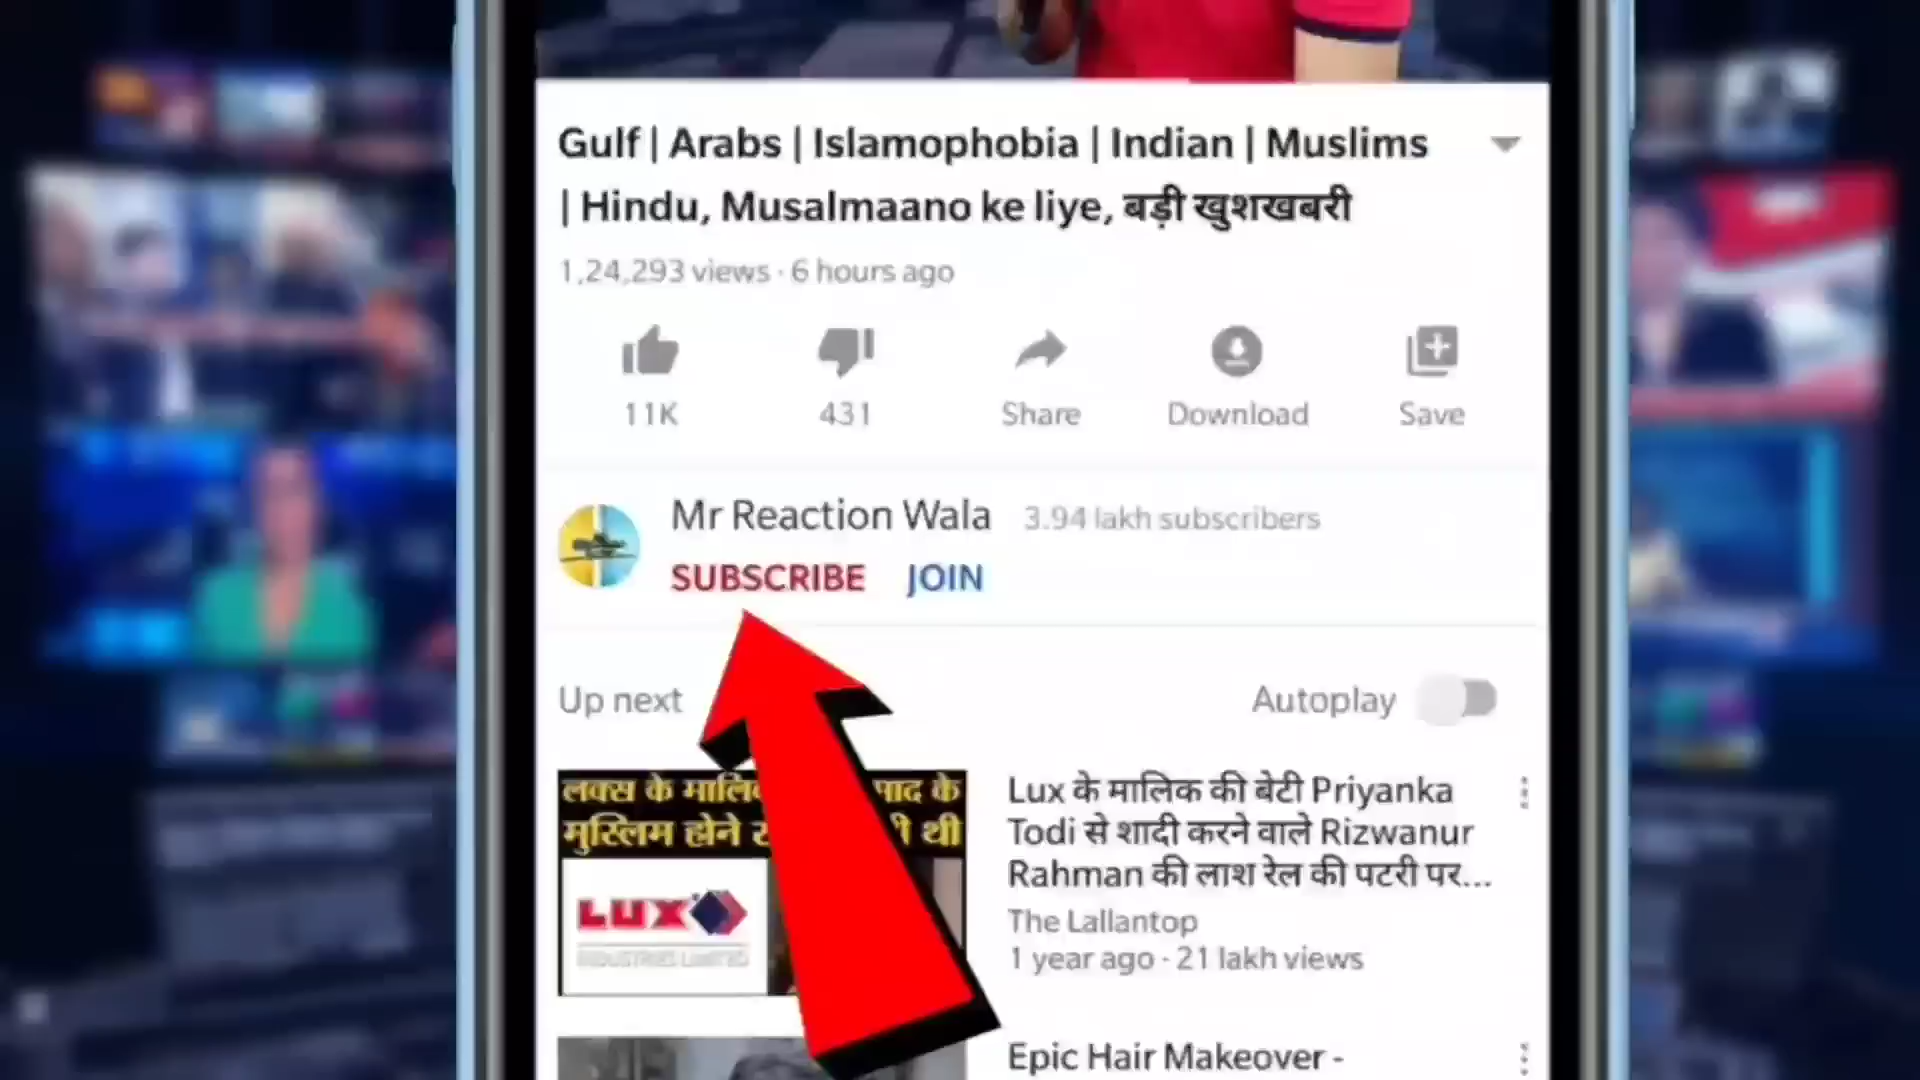 Gulf | Arabs | Islamophobia | Indian | Muslims
| Hindu, Musalmaano ke liye, बड़ी खुशखबरी
1,24,293 views · 6 hours ago
11K
431
Share
Download
Save
Mr Reaction Wala 3.94 lakh subscribers
SUBSCRIBE JOIN
Up next
Autoplay
लक्स के मालि पाद के
मुस्लिम होने थी
LUX
INDUSTRIES LIMITED
Lux के मालिक की बेटी Priyanka
Todi से शादी करने वाले Rizwanur
Rahman की लाश रेल की पटरी पर...
The Lallantop
1 year ago · 21 lakh views
Epic Hair Makeover -